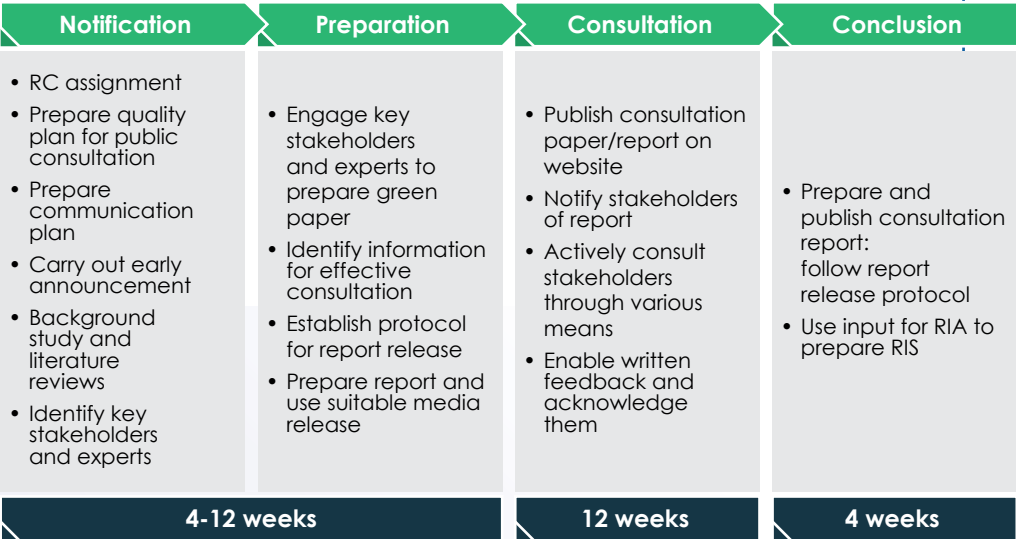 Notification
• RC assignment
• Prepare quality
plan for public
consultation
• Prepare
communication
plan
• Carry out early
announcement
• Background
study and
literature
reviews
• Identify key
stakeholders
and experts
Preparation
• Engage key
stakeholders
and experts to
prepare green
paper
• Identify information
for effective
consultation
• Establish protocol
for report release
• Prepare report and
use suitable media
release
4-12 weeks
Consultation
• Publish consultation
paper/report on
website
• Notify stakeholders
of report
• Actively consult
stakeholders
through various
means
• Enable written
feedback and
acknowledge
them
12 weeks
Conclusion
• Prepare and
publish consultation
report:
follow report
release protocol
• Use input for RIA to
prepare RIS
4 weeks